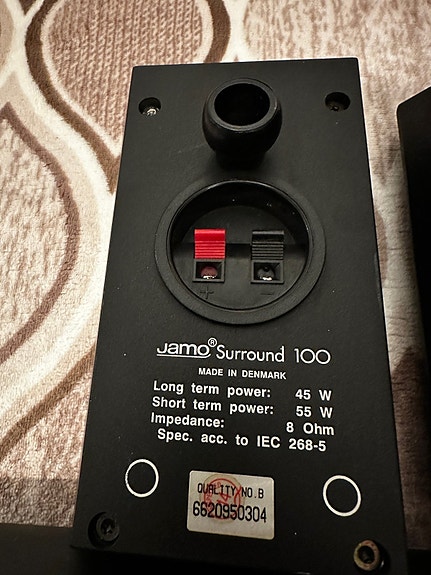 + −
Jamo® Surround 100
MADE IN DENMARK
Long term power: 45 W
Short term power: 55 W
Impedance: 8 Ohm
Spec. acc. to IEC 268-5
QUALITY NO.B
6620950304